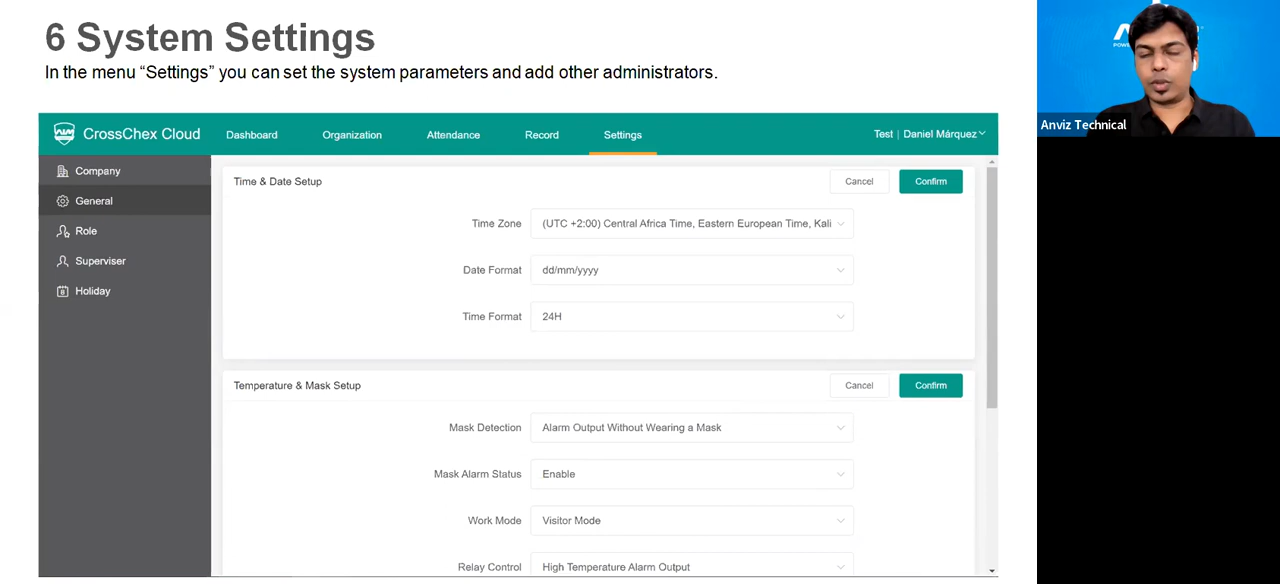 6 System Settings
In the menu “Settings” you can set the system parameters and add other administrators.
CrossChex Cloud
Dashboard
Organization
Attendance
Record
Settings
Test | Daniel Márquez
Company
General
Role
Superviser
Holiday
Time & Date Setup
Cancel
Confirm
Time Zone
(UTC +2:00) Central Africa Time, Eastern European Time, Kali
Date Format
dd/mm/yyyy
Time Format
24H
Temperature & Mask Setup
Cancel
Confirm
Mask Detection
Alarm Output Without Wearing a Mask
Mask Alarm Status
Enable
Work Mode
Visitor Mode
Relay Control
High Temperature Alarm Output
Anviz Technical